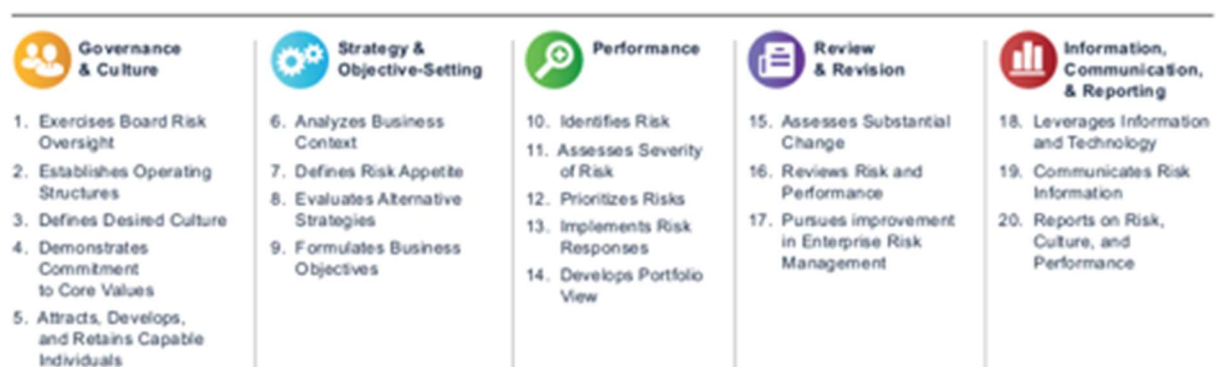 Governance
& Culture
1. Exercises Board Risk
Oversight
2. Establishes Operating
Structures
3. Defines Desired Culture
4. Demonstrates
Commitment
to Core Values
5. Attracts, Develops,
and Retains Capable
Individuals
Strategy &
Objective-Setting
6. Analyzes Business
Context
7. Defines Risk Appetite
8. Evaluates Alternative
Strategies
9. Formulates Business
Objectives
Performance
10. Identifies Risk
11. Assesses Severity
of Risk
12. Prioritizes Risks
13. Implements Risk
Responses
14. Develops Portfolio
View
Review
& Revision
15. Assesses Substantial
Change
16. Reviews Risk and
Performance
17. Pursues improvement
in Enterprise Risk
Management
Information,
Communication,
& Reporting
18. Leverages Information
and Technology
19. Communicates Risk
Information
20. Reports on Risk,
Culture, and
Performance